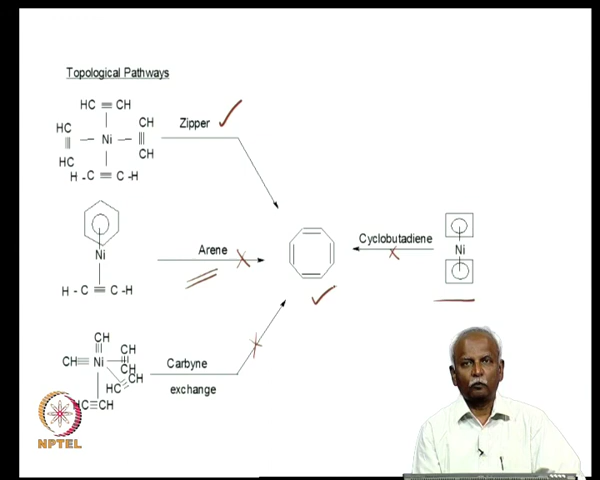 Topological Pathways
HC ≡ CH
HC
CH
Ni
Zipper
HC
CH
H -C ≡ C -H
Ni
Arene
H - C ≡ C -H
Cyclobutadiene
Ni
CH
CH≡ Ni
CH
CH
HC≡CH
HC≡CH
Carbyne
exchange
NPTEL